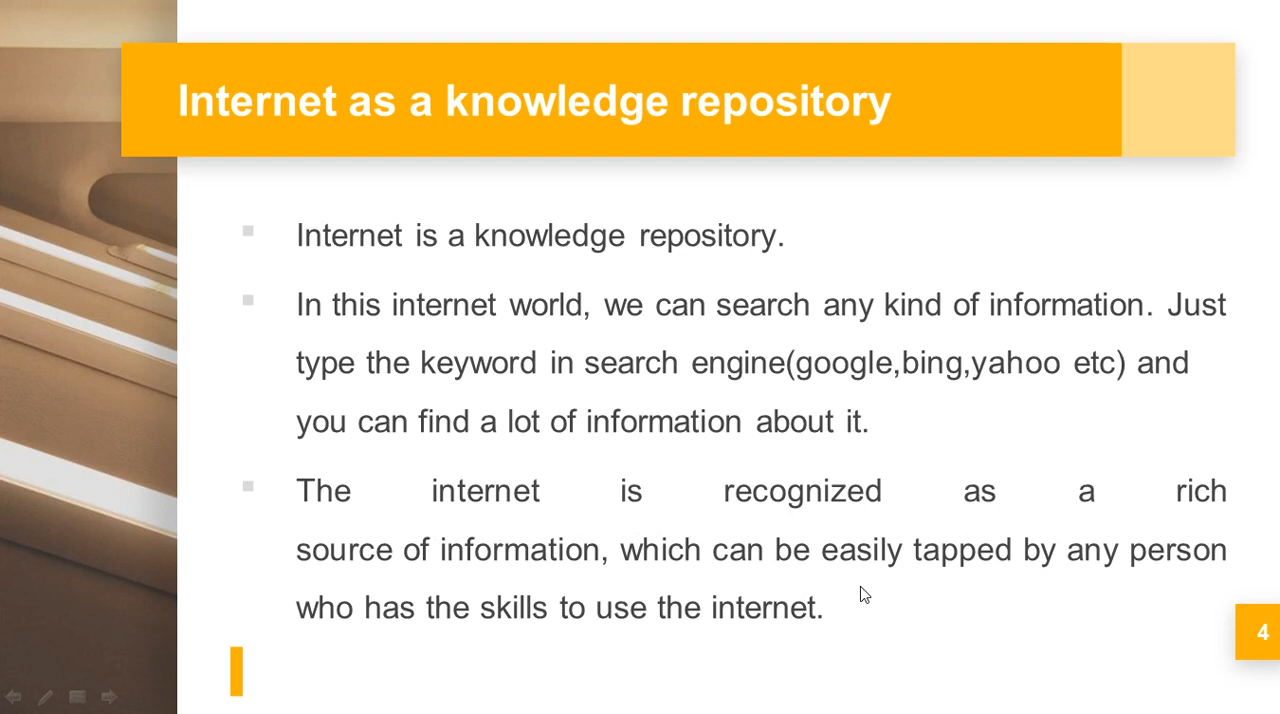 Internet as a knowledge repository
Internet is a knowledge repository.
In this internet world, we can search any kind of information. Just
type the keyword in search engine(google,bing,yahoo etc) and
you can find a lot of information about it.
The internet is recognized as a rich
source of information, which can be easily tapped by any person
who has the skills to use the internet.
4